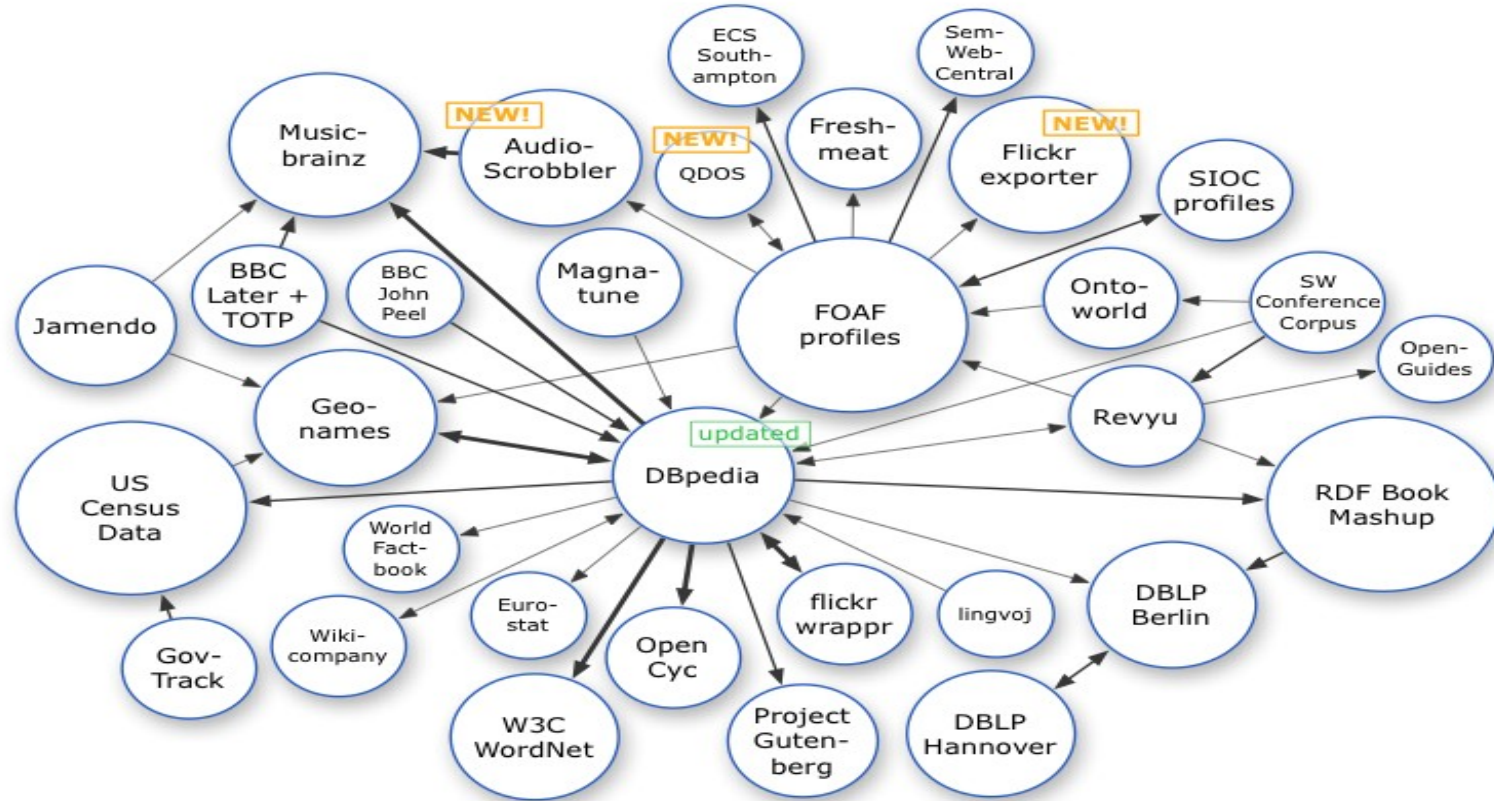 ECS
South-
ampton
Sem-
Web-
Central
NEW!
Music-
brainz
Audio-
Scrobbler
NEW!
QDOS
Fresh-
meat
NEW!
Flickr
exporter
SIOC
profiles
Jamendo
BBC
Later +
TOTP
BBC
John
Peel
Magna-
tune
FOAF
profiles
Onto-
world
SW
Conference
Corpus
Open-
Guides
Geo-
names
Revyu
updated
DBpedia
US
Census
Data
RDF Book
Mashup
World
Fact-
book
Euro-
stat
flickr
wrappr
lingvoj
DBLP
Berlin
Wiki-
company
Gov-
Track
Open
Cyc
W3C
WordNet
Project
Guten-
berg
DBLP
Hannover